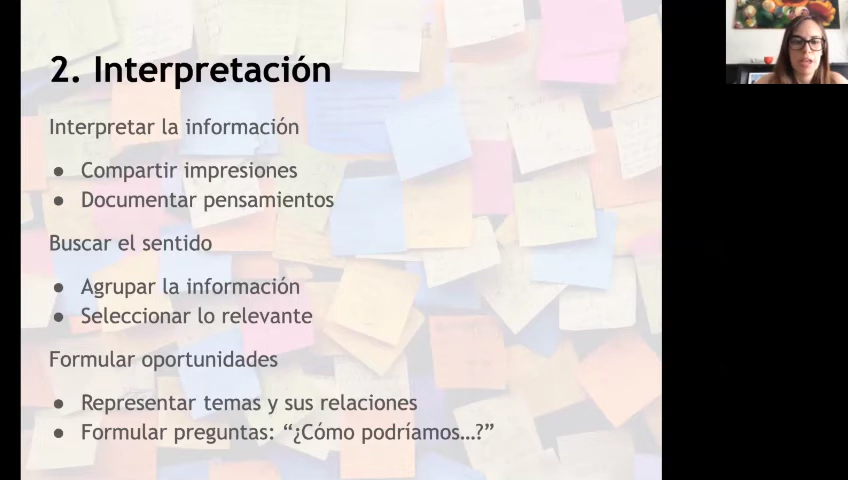 2. Interpretación
Interpretar la información
● Compartir impresiones
● Documentar pensamientos
Buscar el sentido
● Agrupar la información
● Seleccionar lo relevante
Formular oportunidades
● Representar temas y sus relaciones
● Formular preguntas: “¿Cómo podríamos…?”